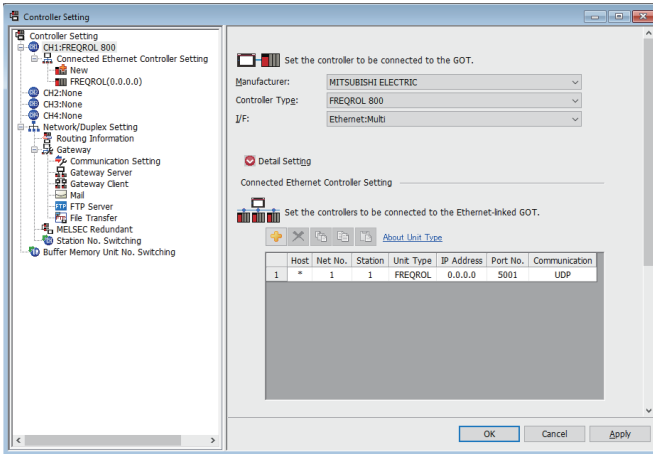 Controller Setting
Controller Setting
CH1:FREQROL 800
Connected Ethernet Controller Setting
New
FREQROL(0.0.0.0)
CH2:None
CH3:None
CH4:None
Network/Duplex Setting
Routing Information
Gateway
Communication Setting
Gateway Server
Gateway Client
Mail
FTP Server
File Transfer
MELSEC Redundant
Station No. Switching
Buffer Memory Unit No. Switching
Set the controller to be connected to the GOT.
Manufacturer: MITSUBISHI ELECTRIC
Controller Type: FREQROL 800
I/F: Ethernet:Multi
Detail Setting
Connected Ethernet Controller Setting
Set the controllers to be connected to the Ethernet-linked GOT.
About Unit Type
Host Net No. Station Unit Type IP Address Port No. Communication
1 * 1 1 FREQROL 0.0.0.0 5001 UDP
OK Cancel Apply